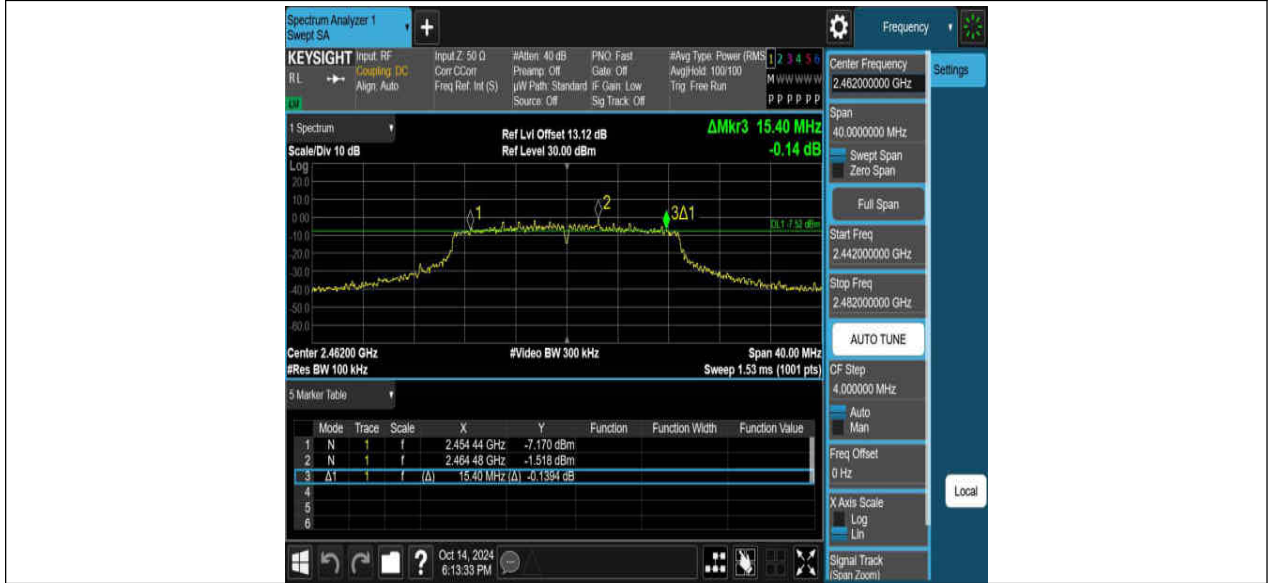 Spectrum Analyzer 1
Swept SA
+
Frequency
KEYSIGHT
RL
LW
Input: RF
Coupling: DC
Align: Auto
Input Z: 50 Ω
Corr CCorr
Freq Ref: Int (S)
#Atten: 40 dB
Preamp: Off
µW Path: Standard
Source: Off
PNO: Fast
Gate: Off
IF Gain: Low
Sig Track: Off
#Avg Type: Power (RMS
Avg|Hold: 100/100
Trig: Free Run
1 2 3 4 5 6
M W W W W W
P P P P P P
1 Spectrum
Scale/Div 10 dB
Ref Lvl Offset 13.12 dB
Ref Level 30.00 dBm
ΔMkr3 15.40 MHz
-0.14 dB
Log
20.0
10.0
0.00
-10.0
-20.0
-30.0
-40.0
-50.0
-60.0
1
2
3Δ1
DL1 -7.52 dBm
Center 2.46200 GHz
#Video BW 300 kHz
Span 40.00 MHz
#Res BW 100 kHz
Sweep 1.53 ms (1001 pts)
5 Marker Table
Mode Trace Scale X Y Function Function Width Function Value
1 N 1 f 2.454 44 GHz -7.170 dBm
2 N 1 f 2.464 48 GHz -1.518 dBm
3 Δ1 1 f (Δ) 15.40 MHz (Δ) -0.1394 dB
4
5
6
Oct 14, 2024
6:13:33 PM
?
Center Frequency
2.462000000 GHz
Span
40.0000000 MHz
Swept Span
Zero Span
Full Span
Start Freq
2.442000000 GHz
Stop Freq
2.482000000 GHz
AUTO TUNE
CF Step
4.000000 MHz
Auto
Man
Freq Offset
0 Hz
X Axis Scale
Log
Lin
Signal Track
(Span Zoom)
Settings
Local